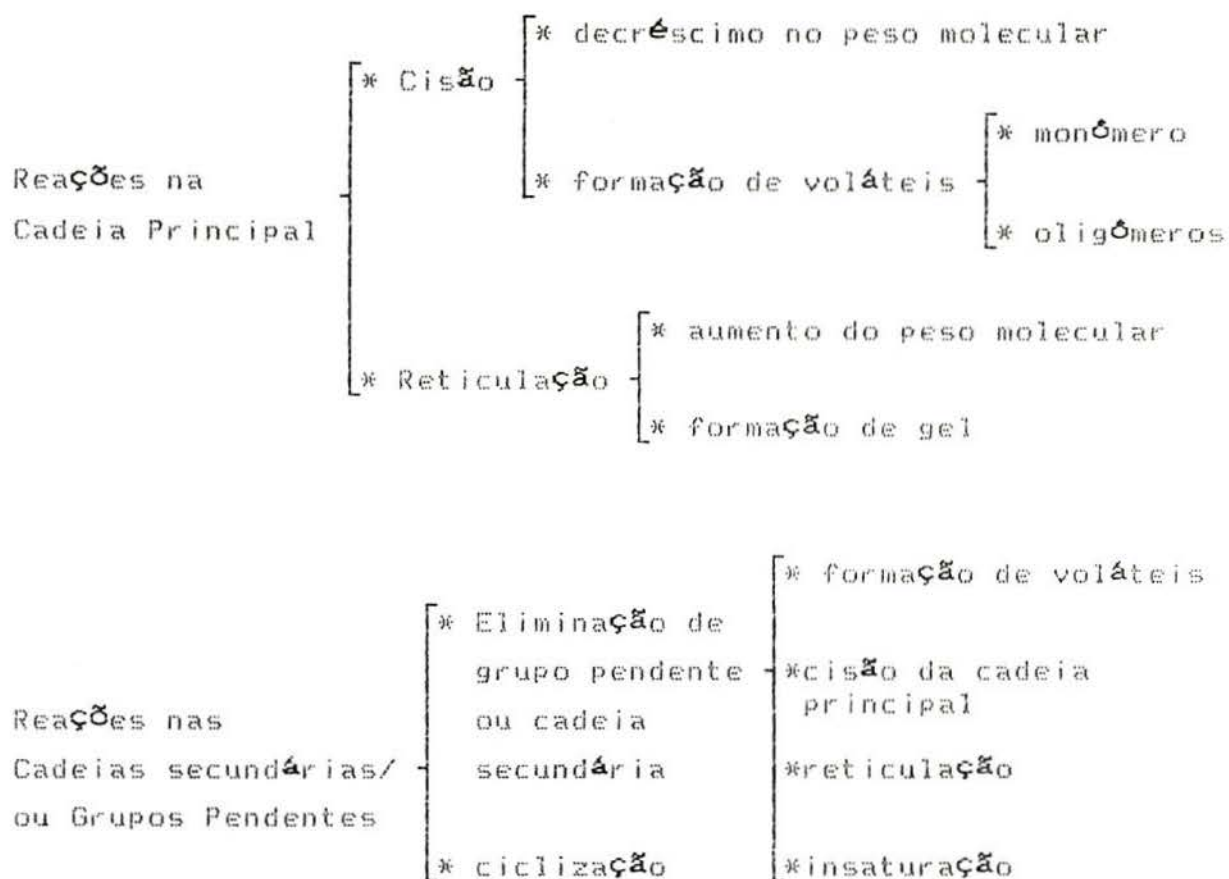 * decréscimo no peso molecular
* Cisão
* monômero
Reações na
* formação de voláteis
Cadeia Principal
* oligômeros
* aumento do peso molecular
* Reticulação
* formação de gel
* formação de voláteis
* Eliminação de
grupo pendente
*cisão da cadeia
principal
Reações nas
ou cadeia
Cadeias secundárias/
secundária
*reticulação
ou Grupos Pendentes
* ciclização
*insaturação